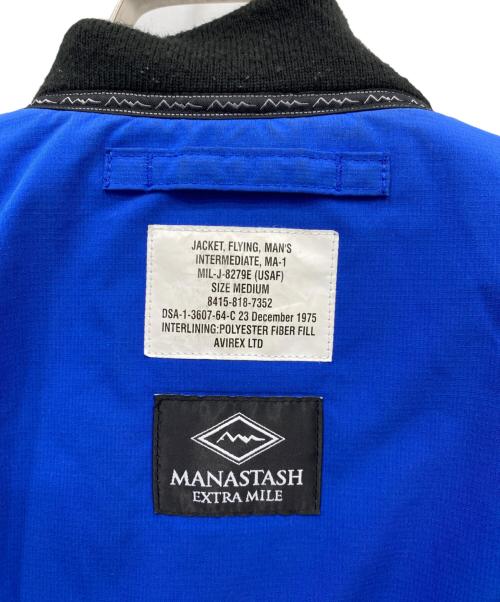 JACKET, FLYING, MAN'S
INTERMEDIATE, MA-1
MIL-J-8279E (USAF)
SIZE MEDIUM
8415-818-7352
DSA-1-3607-64-C 23 December 1975
INTERLINING:POLYESTER FIBER FILL
AVIREX LTD
MANASTASH
EXTRA MILE